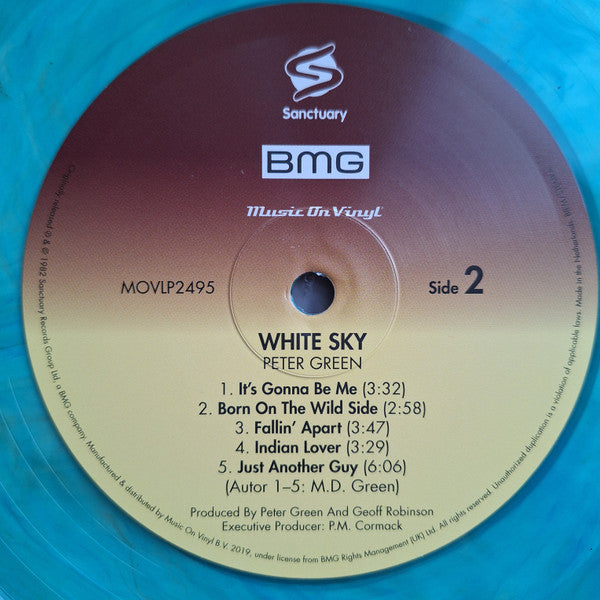 Sanctuary
BMG
Music On Vinyl
MOVLP2495
Side 2
WHITE SKY
PETER GREEN
1. It's Gonna Be Me (3:32)
2. Born On The Wild Side (2:58)
3. Fallin' Apart (3:47)
4. Indian Lover (3:29)
5. Just Another Guy (6:06)
(Autor 1–5: M.D. Green)
Produced By Peter Green And Geoff Robinson
Executive Producer: P.M. Cormack
Originally released ℗ & © 1982 Sanctuary Records Group Ltd, a BMG company. Manufactured & distributed by Music On Vinyl B.V. 2019, under license from BMG Rights Management (UK) Ltd. All rights reserved. Unauthorized duplication is a violation of applicable laws. Made in the Netherlands.